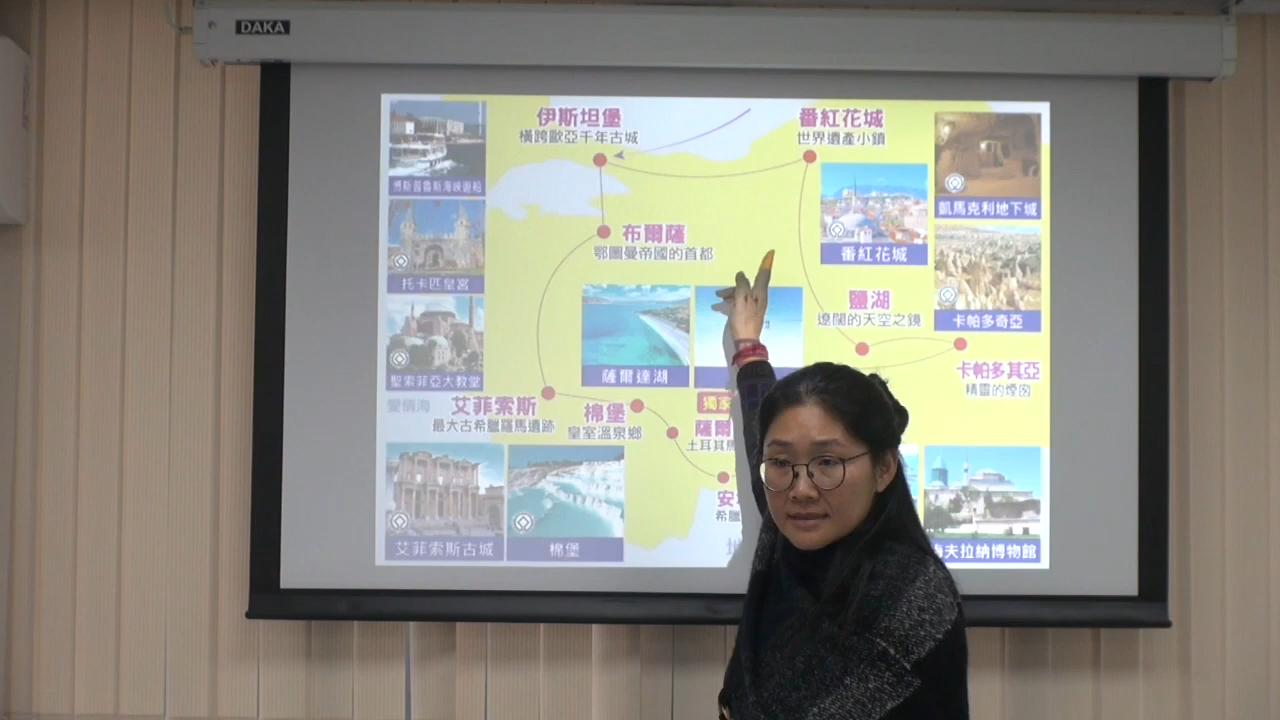 DAKA
伊斯坦堡
橫跨歐亞千年古城
番紅花城
世界遺產小鎮
博斯普魯斯海峽遊船
凱馬克利地下城
布爾薩
鄂圖曼帝國的首都
番紅花城
托卡匹皇宮
鹽湖
遼闊的天空之鏡
卡帕多奇亞
聖索菲亞大教堂
薩爾達湖
卡帕多其亞
精靈的煙囪
愛情海
艾菲索斯
最大古希臘羅馬遺跡
棉堡
皇室溫泉鄉
獨家
薩爾
土耳其馬
安
希臘
地
艾菲索斯古城
棉堡
梅夫拉納博物館